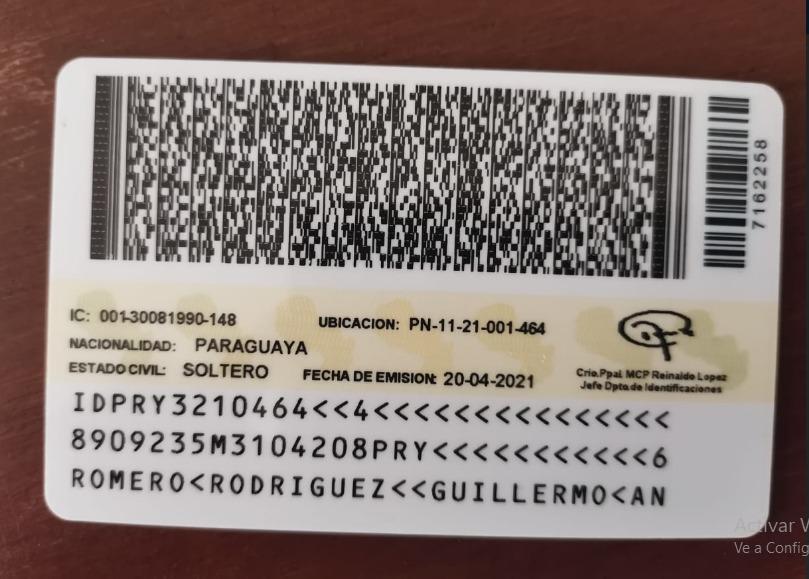 7162258
IC: 001-30081990-148
UBICACION: PN-11-21-001-464
NACIONALIDAD: PARAGUAYA
ESTADO CIVIL: SOLTERO
FECHA DE EMISION: 20-04-2021
Crio.Ppal. MCP Reinaldo Lopez
Jefe Dpto.de Identificaciones
IDPRY3210464<<4<<<<<<<<<<<<<<<
8909235M3104208PRY<<<<<<<<<<<6
ROMERO<RODRIGUEZ<<GUILLERMO<AN
Activar V
Ve a Config